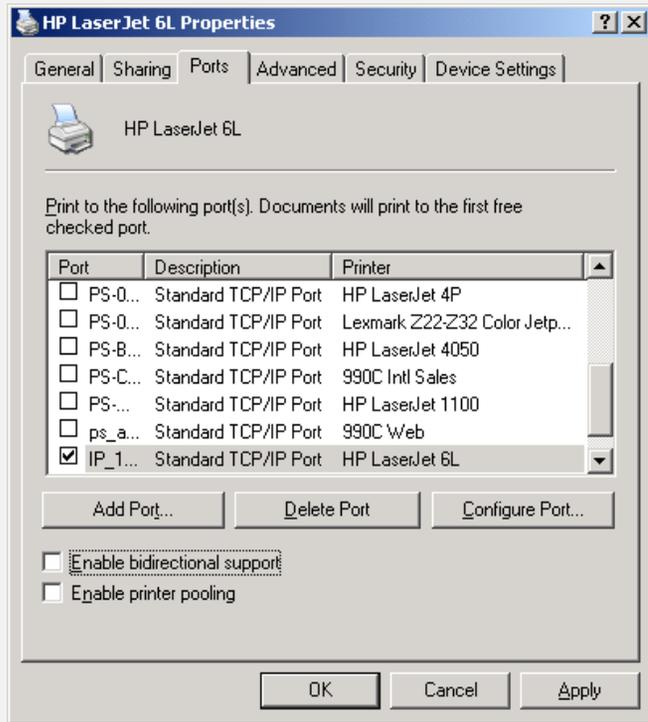 HP LaserJet 6L Properties
General Sharing Ports Advanced Security Device Settings
HP LaserJet 6L
Print to the following port(s). Documents will print to the first free
checked port.
Port Description Printer
PS-0... Standard TCP/IP Port HP LaserJet 4P
PS-0... Standard TCP/IP Port Lexmark Z22-Z32 Color Jetp...
PS-B... Standard TCP/IP Port HP LaserJet 4050
PS-C... Standard TCP/IP Port 990C Intl Sales
PS-... Standard TCP/IP Port HP LaserJet 1100
ps_a... Standard TCP/IP Port 990C Web
IP_1... Standard TCP/IP Port HP LaserJet 6L
Add Port... Delete Port Configure Port...
Enable bidirectional support
Enable printer pooling
OK Cancel Apply